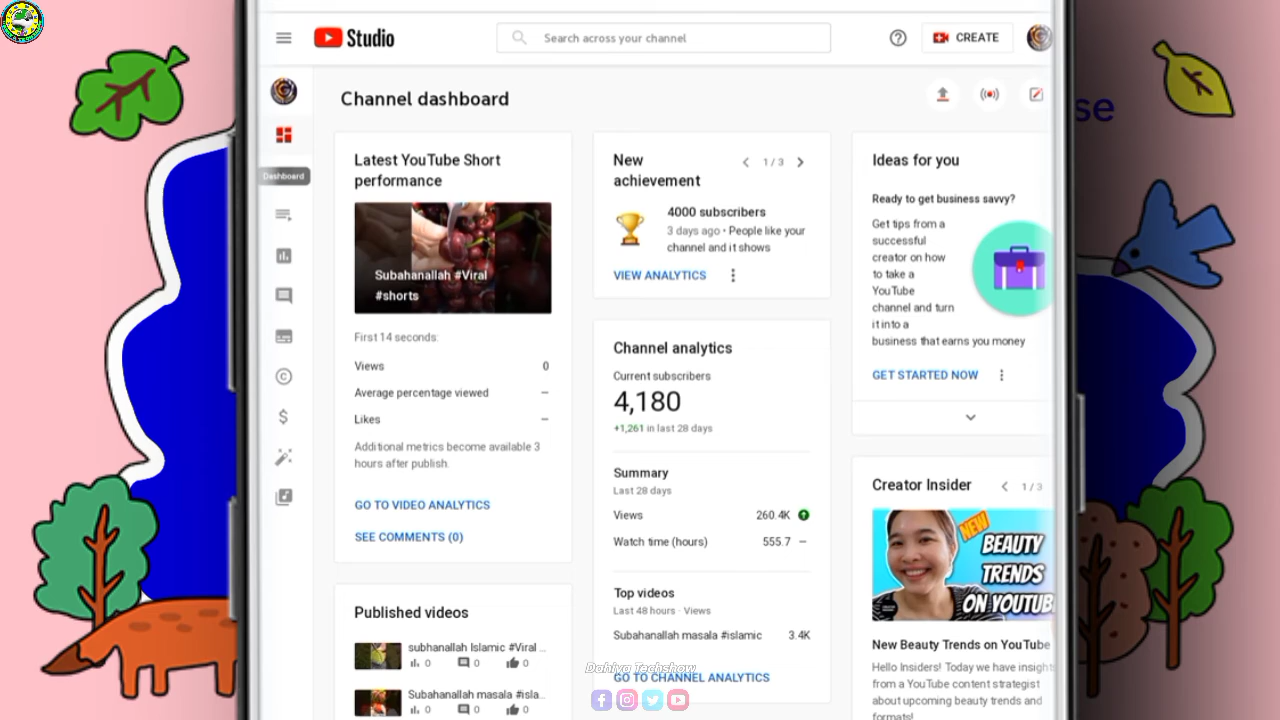 Studio
Search across your channel
CREATE
Channel dashboard
se
Dashboard
Latest YouTube Short
performance
Subahanallah #Viral
#shorts
First 14 seconds:
Views 0
Average percentage viewed –
Likes –
Additional metrics become available 3
hours after publish.
GO TO VIDEO ANALYTICS
SEE COMMENTS (0)
Published videos
subhanallah Islamic #Viral ...
0 0 0
Subahanallah masala #isla...
0 0 0
New
achievement
1 / 3
4000 subscribers
3 days ago • People like your
channel and it shows
VIEW ANALYTICS
Channel analytics
Current subscribers
4,180
+1,261 in last 28 days
Summary
Last 28 days
Views 260.4K
Watch time (hours) 555.7 –
Top videos
Last 48 hours · Views
Subahanallah masala #islamic 3.4K
Dahiya Techshow
GO TO CHANNEL ANALYTICS
Ideas for you
Ready to get business savvy?
Get tips from a
successful
creator on how
to take a
YouTube
channel and turn
it into a
business that earns you money
GET STARTED NOW
Creator Insider
1 / 3
NEW
BEAUTY
TRENDS
ON YOUTUB
New Beauty Trends on YouTube
Hello Insiders! Today we have insights
from a YouTube content strategist
about upcoming beauty trends and
formats!